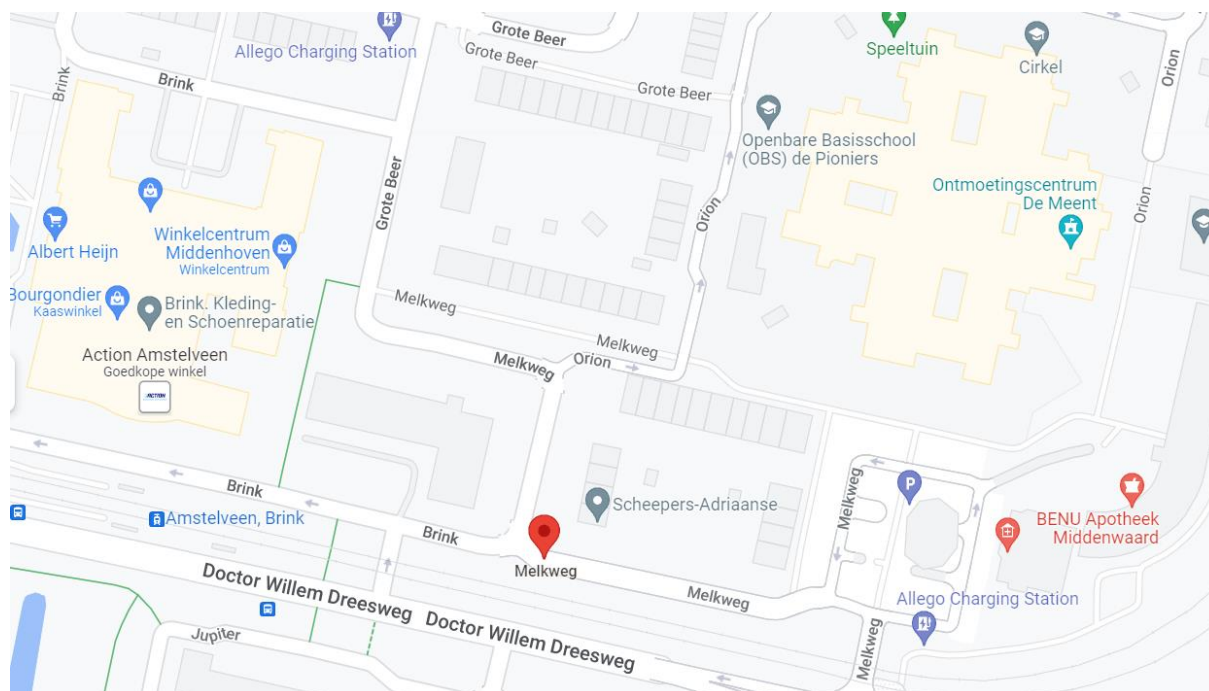 Grote Beer
Speeltuin
Allego Charging Station
Grote Beer
Cirkel
Orion
Brink
Brink
Grote Beer
Openbare Basisschool
(OBS) de Pioniers
Ontmoetingscentrum
De Meent
Grote Beer
Orion
Orion
Winkelcentrum
Middenhoven
Winkelcentrum
Albert Heijn
Bourgondier
Kaaswinkel
Brink. Kleding-
en Schoenreparatie
Melkweg
Melkweg
Action Amstelveen
Goedkope winkel
ACTION
Melkweg
Orion
Melkweg
P
Brink
Scheepers-Adriaanse
BENU Apotheek
Middenwaard
Amstelveen, Brink
Brink
Melkweg
Doctor Willem Dreesweg
Melkweg
Allego Charging Station
Doctor Willem Dreesweg
Jupiter
Melkweg